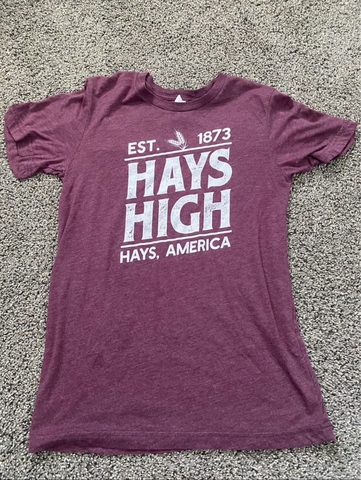 EST. 1873
HAYS
HIGH
HAYS, AMERICA